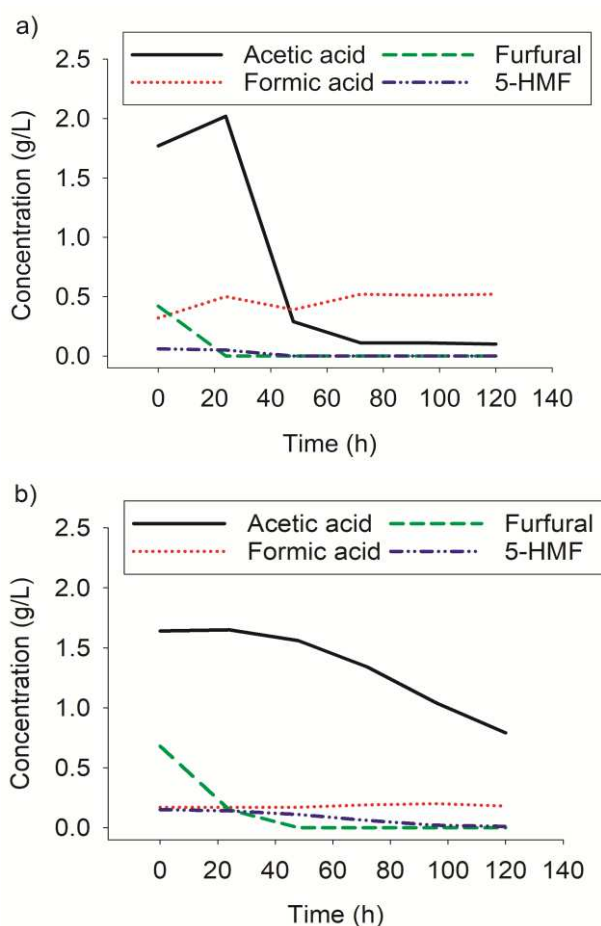 a)
Acetic acid Furfural
Formic acid 5-HMF
2.5
2.0
1.5
1.0
0.5
0.0
Concentration (g/L)
0 20 40 60 80 100 120 140
Time (h)
b)
Acetic acid Furfural
Formic acid 5-HMF
2.5
2.0
1.5
1.0
0.5
0.0
Concentration (g/L)
0 20 40 60 80 100 120 140
Time (h)